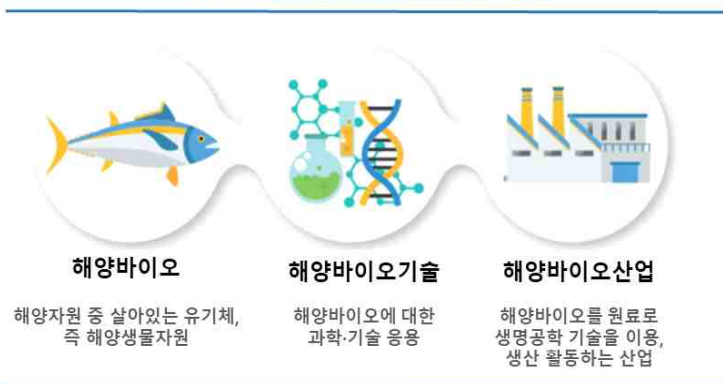 해양바이오
해양자원 중 살아있는 유기체,
즉 해양생물자원
해양바이오기술
해양바이오에 대한
과학·기술 응용
해양바이오산업
해양바이오를 원료로
생명공학 기술을 이용,
생산 활동하는 산업